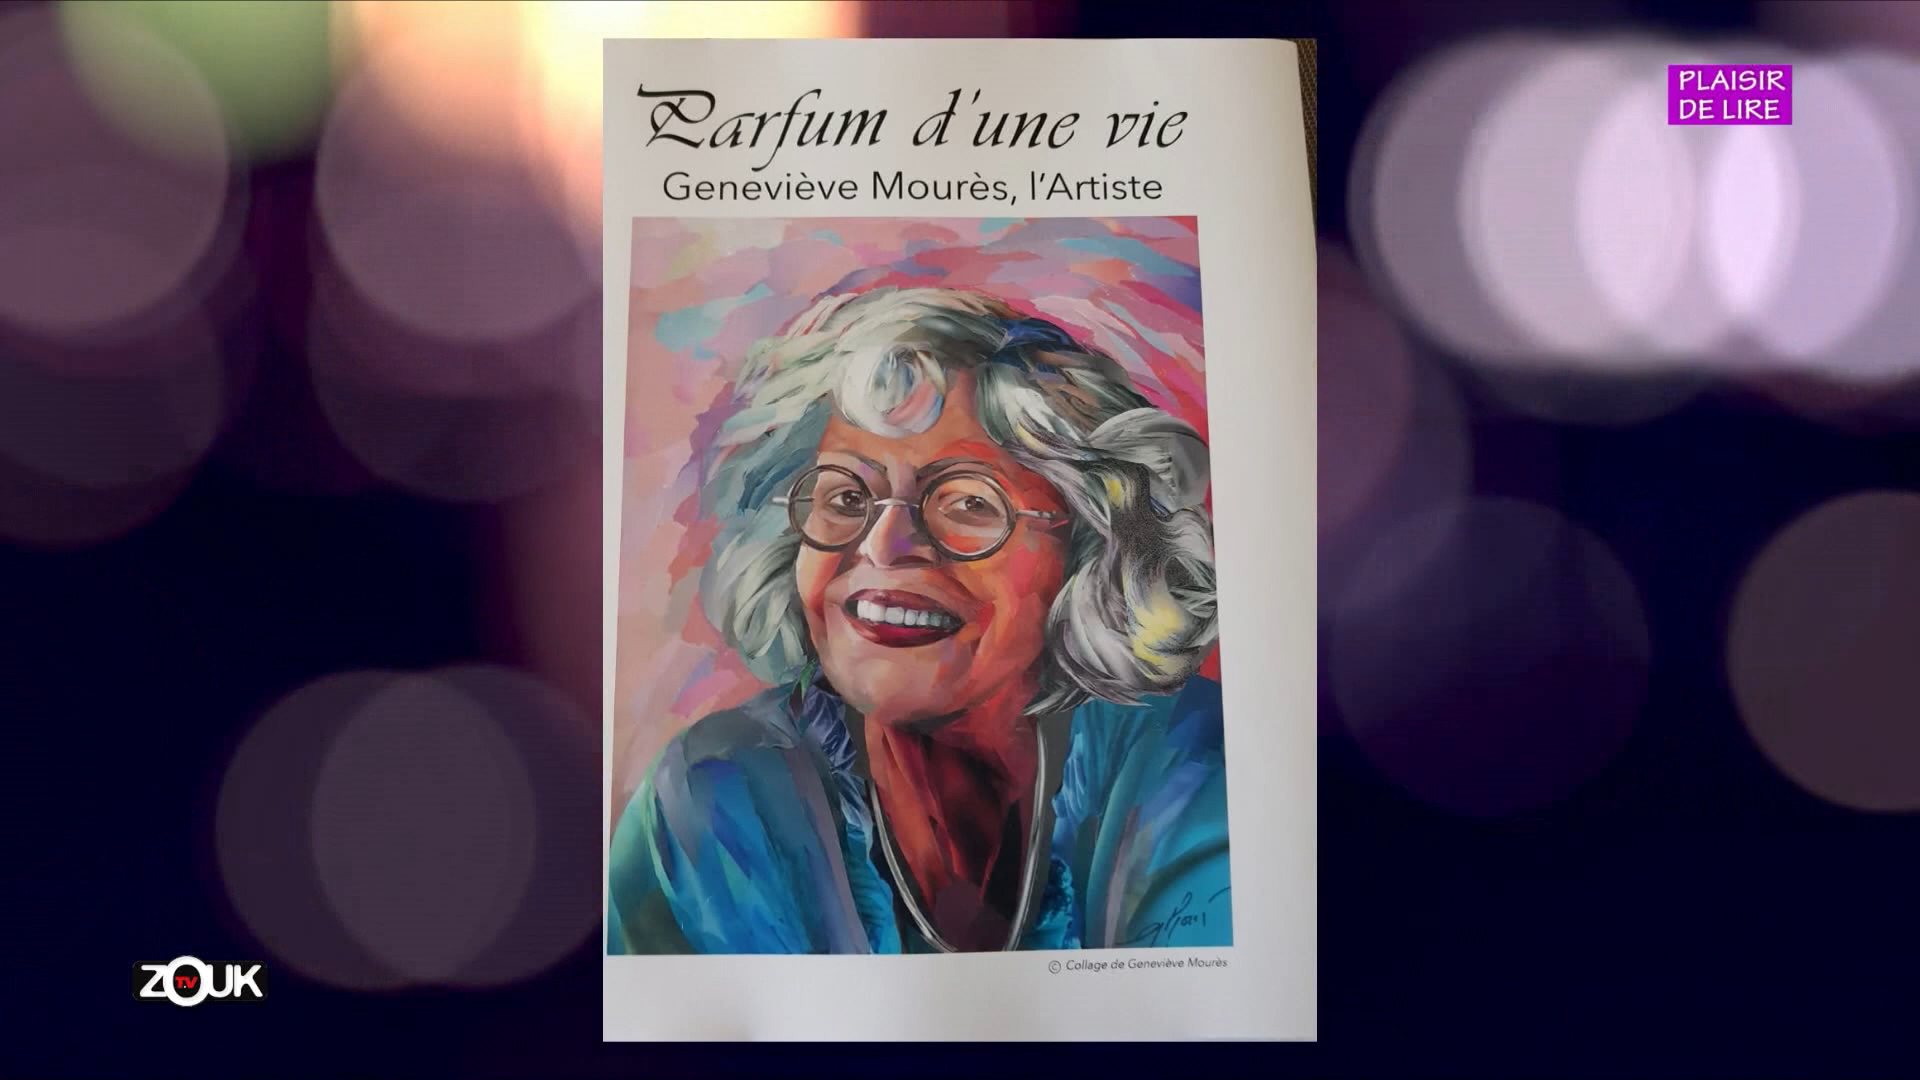 Parfum d'une vie
Geneviève Mourès, l'Artiste
PLAISIR
DE LIRE
© Collage de Geneviève Mourès
ZOUK
TV